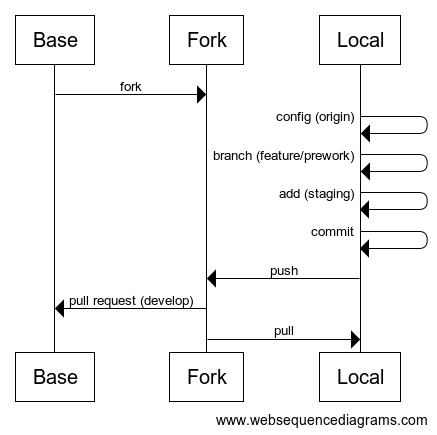 Base Fork Local
fork
config (origin)
branch (feature/prework)
add (staging)
commit
push
pull request (develop)
pull
Base Fork Local
www.websequencediagrams.com